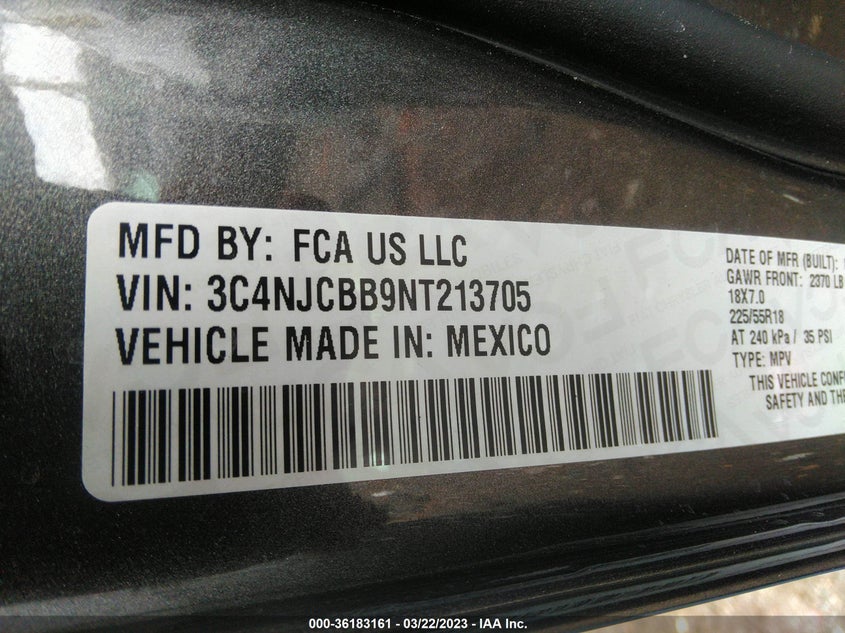 MFD BY: FCA US LLC
VIN: 3C4NJCBB9NT213705
VEHICLE MADE IN: MEXICO
DATE OF MFR (BUILT):
GAWR FRONT: 2370 LB
18X7.0
225/55R18
AT 240 kPa / 35 PSI
TYPE: MPV
THIS VEHICLE
SAFETY AND
000-36183161 - 03/22/2023 - IAA Inc.